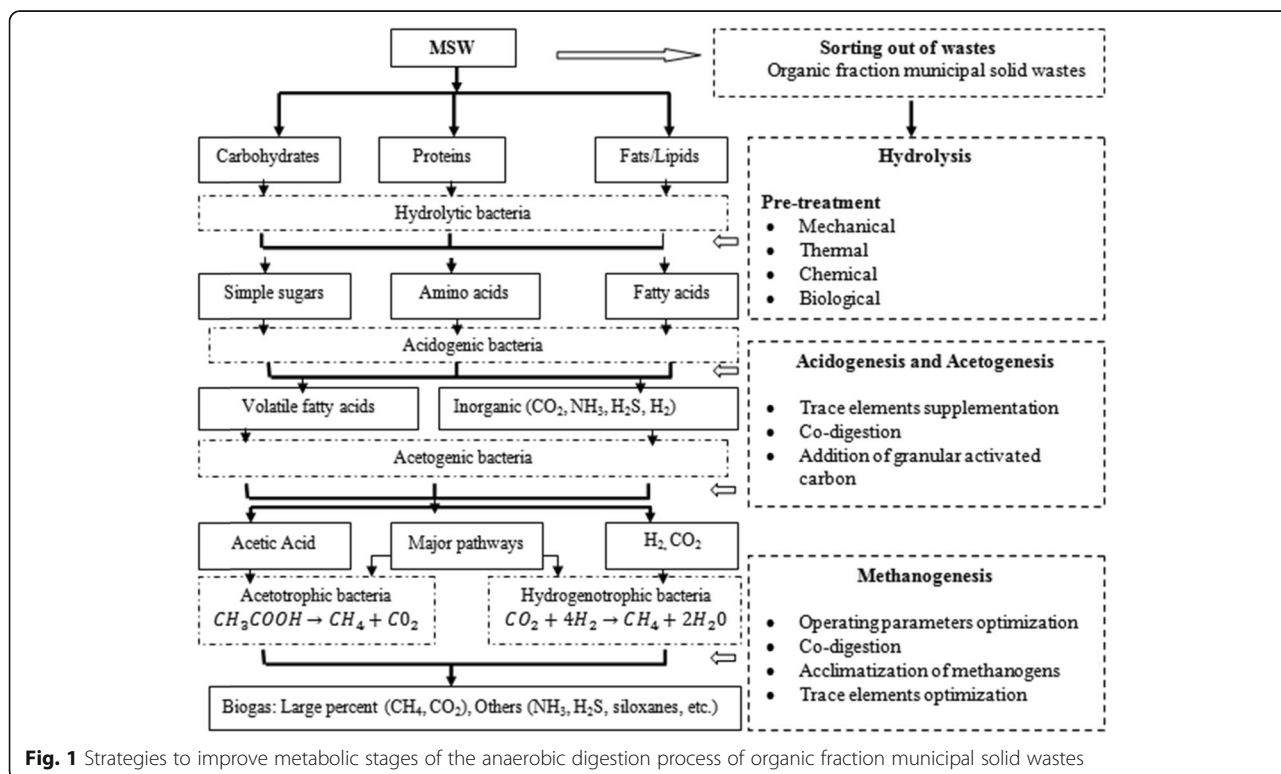 MSW
Sorting out of wastes
Organic fraction municipal solid wastes
Carbohydrates
Proteins
Fats/Lipids
Hydrolytic bacteria
Hydrolysis
Pre-treatment
• Mechanical
• Thermal
• Chemical
• Biological
Simple sugars
Amino acids
Fatty acids
Acidogenic bacteria
Volatile fatty acids
Inorganic (CO₂, NH₃, H₂S, H₂)
Acetogenic bacteria
Acidogenesis and Acetogenesis
• Trace elements supplementation
• Co-digestion
• Addition of granular activated
carbon
Acetic Acid
Major pathways
H₂, CO₂
Acetotrophic bacteria
CH₃COOH → CH₄ + CO₂
Hydrogenotrophic bacteria
CO₂ + 4H₂ → CH₄ + 2H₂O
Methanogenesis
• Operating parameters optimization
• Co-digestion
• Acclimatization of methanogens
• Trace elements optimization
Biogas: Large percent (CH₄, CO₂), Others (NH₃, H₂S, siloxanes, etc.)
Fig. 1 Strategies to improve metabolic stages of the anaerobic digestion process of organic fraction municipal solid wastes